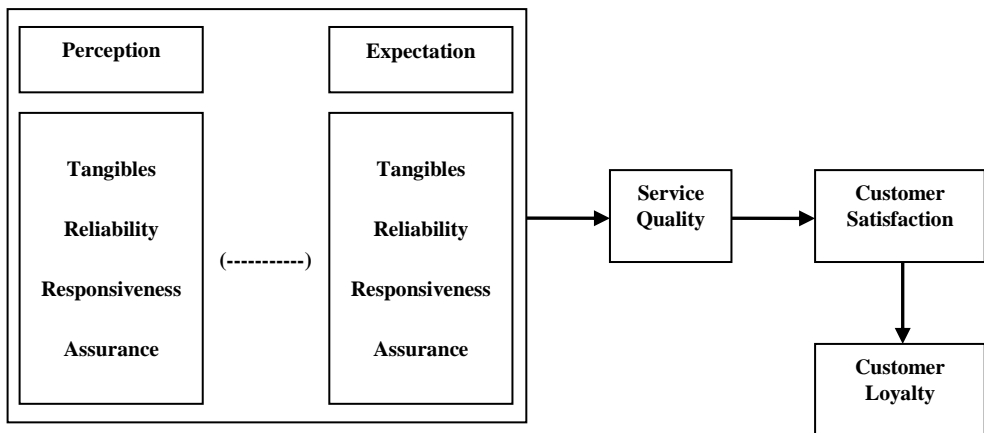 Perception
Expectation
Tangibles
Reliability
Responsiveness
Assurance
(-----------)
Tangibles
Reliability
Responsiveness
Assurance
Service
Quality
Customer
Satisfaction
Customer
Loyalty